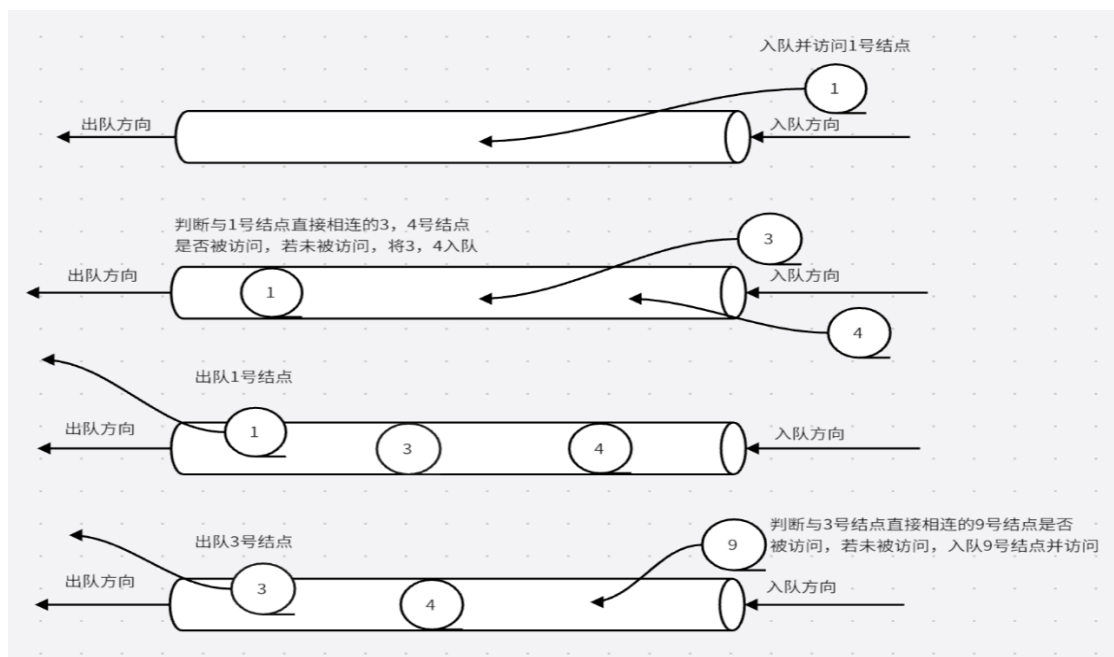 入队并访问1号结点
1
出队方向
入队方向
判断与1号结点直接相连的3，4号结点
是否被访问，若未被访问，将3，4入队
3
出队方向
1
入队方向
4
出队1号结点
出队方向
1
3
4
入队方向
出队3号结点
9
判断与3号结点直接相连的9号结点是否
被访问，若未被访问，入队9号结点并访问
出队方向
3
4
入队方向